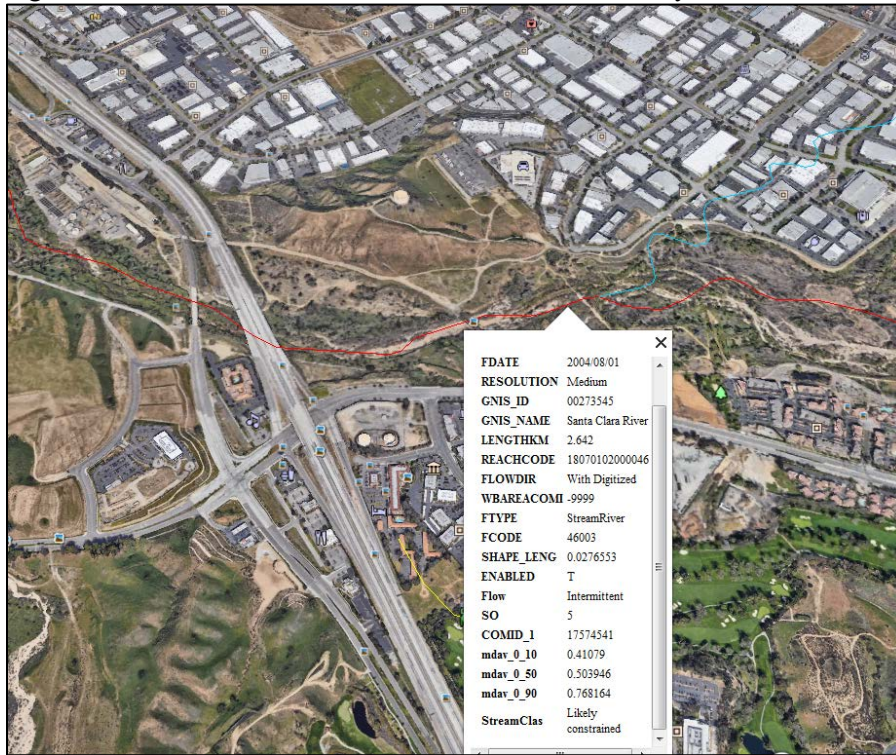 FDATE 2004/08/01
RESOLUTION Medium
GNIS_ID 00273545
GNIS_NAME Santa Clara River
LENGTHKM 2.642
REACHCODE 18070102000046
FLOWDIR With Digitized
WBAREACOMI -9999
FTYPE StreamRiver
FCODE 46003
SHAPE_LENG 0.0276553
ENABLED T
Flow Intermittent
SO 5
COMID_1 17574541
mdav_0_10 0.41079
mdav_0_50 0.503946
mdav_0_90 0.768164
StreamClas Likely
constrained